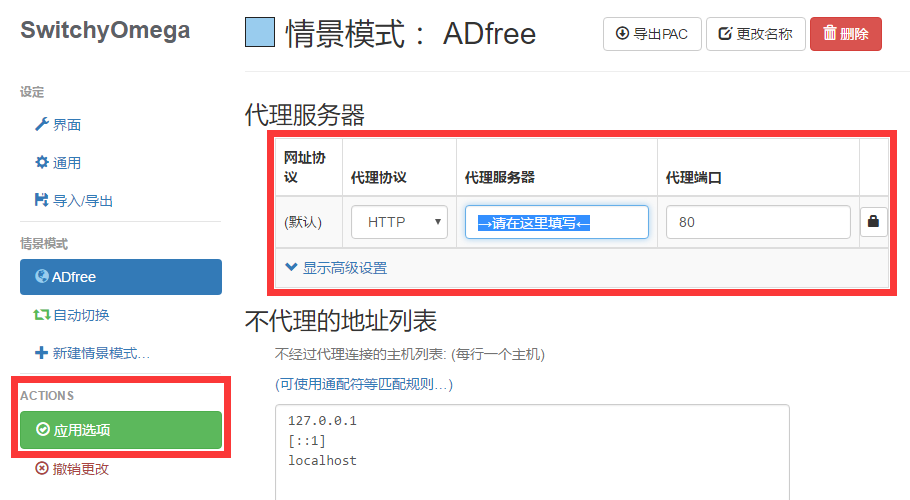 SwitchyOmega
设定
界面
通用
导入/导出
情景模式
ADfree
自动切换
新建情景模式...
ACTIONS
应用选项
撤销更改
情景模式： ADfree
导出PAC 更改名称 删除
代理服务器
网址协议 代理协议 代理服务器 代理端口
(默认) HTTP →请在这里填写← 80
显示高级设置
不代理的地址列表
不经过代理连接的主机列表: (每行一个主机)
(可使用通配符等匹配规则...)
127.0.0.1
[::1]
localhost